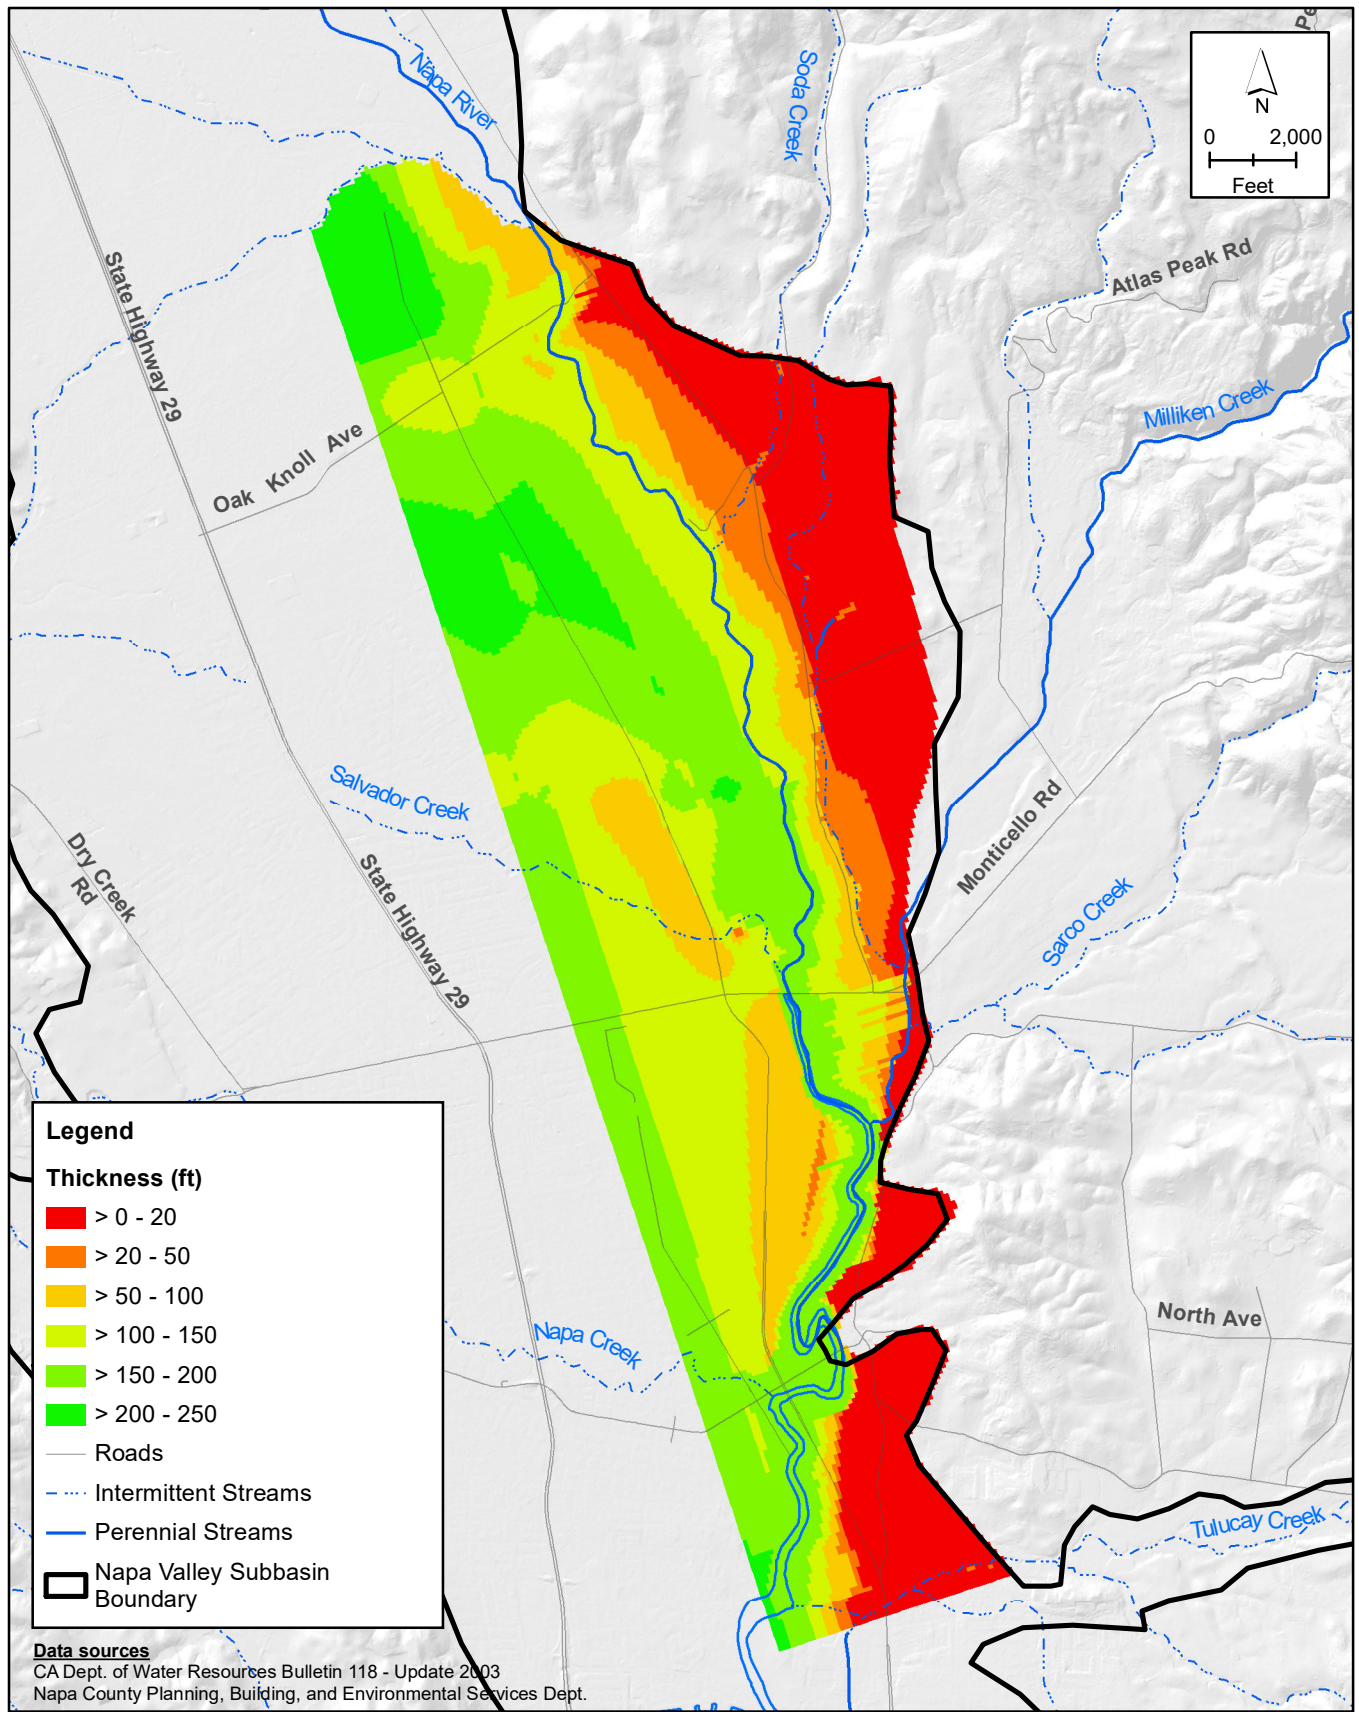 Napa River
Soda Creek
Pe
N
0 2,000
Feet
Atlas Peak Rd
State Highway 29
Milliken Creek
Oak Knoll Ave
Salvador Creek
Monticello Rd
Dry Creek
Rd
State Highway 29
Sarco Creek
Legend
Thickness (ft)
> 0 - 20
> 20 - 50
> 50 - 100
> 100 - 150
> 150 - 200
> 200 - 250
Roads
Intermittent Streams
Perennial Streams
Napa Valley Subbasin
Boundary
Napa Creek
North Ave
Tulucay Creek
Data sources
CA Dept. of Water Resources Bulletin 118 - Update 2003
Napa County Planning, Building, and Environmental Services Dept.